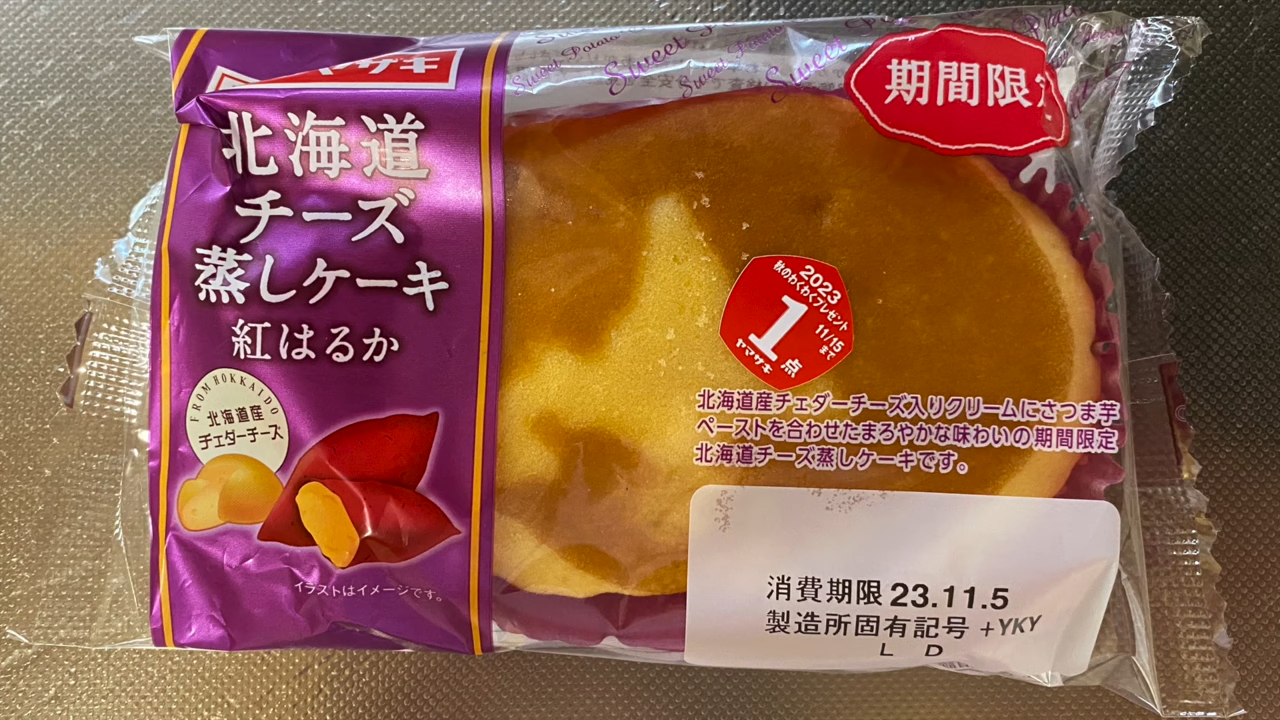 マサキ
北海道
チーズ
蒸しケーキ
紅はるか
FROM HOKKAIDO
北海道産
チェダーチーズ
イラストはイメージです。
Sweet Potato
Sweet
期間限定
2023
秋のわくわくプレゼント
11/15
まで
1
点
ヤマザキ
北海道産チェダーチーズ入りクリームにさつま芋
ペーストを合わせたまろやかな味わいの期間限定
北海道チーズ蒸しケーキです。
消費期限 23.11.5
製造所固有記号 +YKY
L D